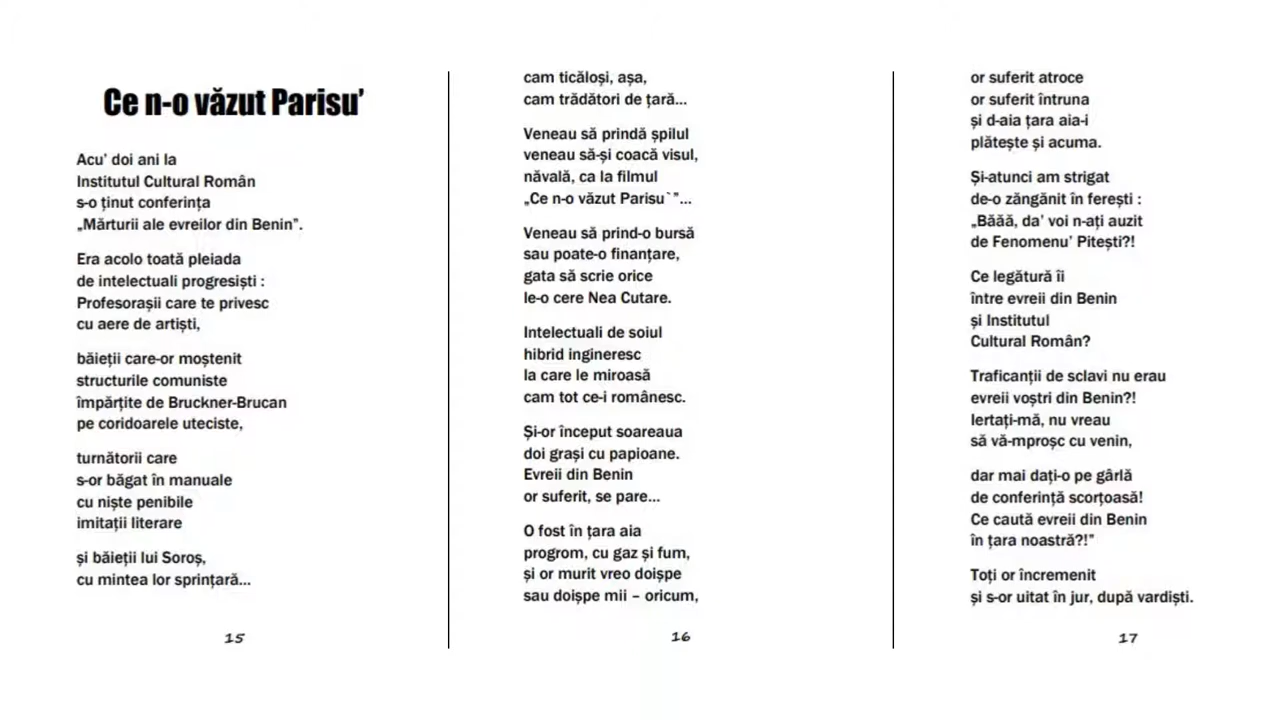 Ce n-o văzut Parisu’
Acu’ doi ani la
Institutul Cultural Român
s-o ținut conferința
„Mărturii ale evreilor din Benin”.
Era acolo toată pleiada
de intelectuali progresiști :
Profesorașii care te privesc
cu aere de artiști,
băieții care-or moștenit
structurile comuniste
împărțite de Bruckner-Brucan
pe coridoarele uteciste,
turnătorii care
s-or băgat în manuale
cu niște penibile
imitații literare
și băieții lui Soroș,
cu mintea lor sprințară...
15
cam ticăloși, așa,
cam trădători de țară...
Veneau să prindă șpilul
veneau să-și coacă visul,
năvală, ca la filmul
„Ce n-o văzut Parisu`”...
Veneau să prind-o bursă
sau poate-o finanțare,
gata să scrie orice
le-o cere Nea Cutare.
Intelectuali de soiul
hibrid ingineresc
la care le miroasă
cam tot ce-i românesc.
Și-or început soareaua
doi grași cu papioane.
Evreii din Benin
or suferit, se pare...
O fost în țara aia
progrom, cu gaz și fum,
și or murit vreo doișpe
sau doișpe mii – oricum,
16
or suferit atroce
or suferit întruna
și d-aia țara aia-i
plătește și acuma.
Și-atunci am strigat
de-o zăngănit în ferești :
„Băăă, da’ voi n-ați auzit
de Fenomenu’ Pitești?!
Ce legătură îi
între evreii din Benin
și Institutul
Cultural Român?
Traficanții de sclavi nu erau
evreii voștri din Benin?!
Iertați-mă, nu vreau
să vă-mproșc cu venin,
dar mai dați-o pe gârlă
de conferință scorțoasă!
Ce caută evreii din Benin
în țara noastră?!”
Toți or încremenit
și s-or uitat în jur, după vardiști.
17